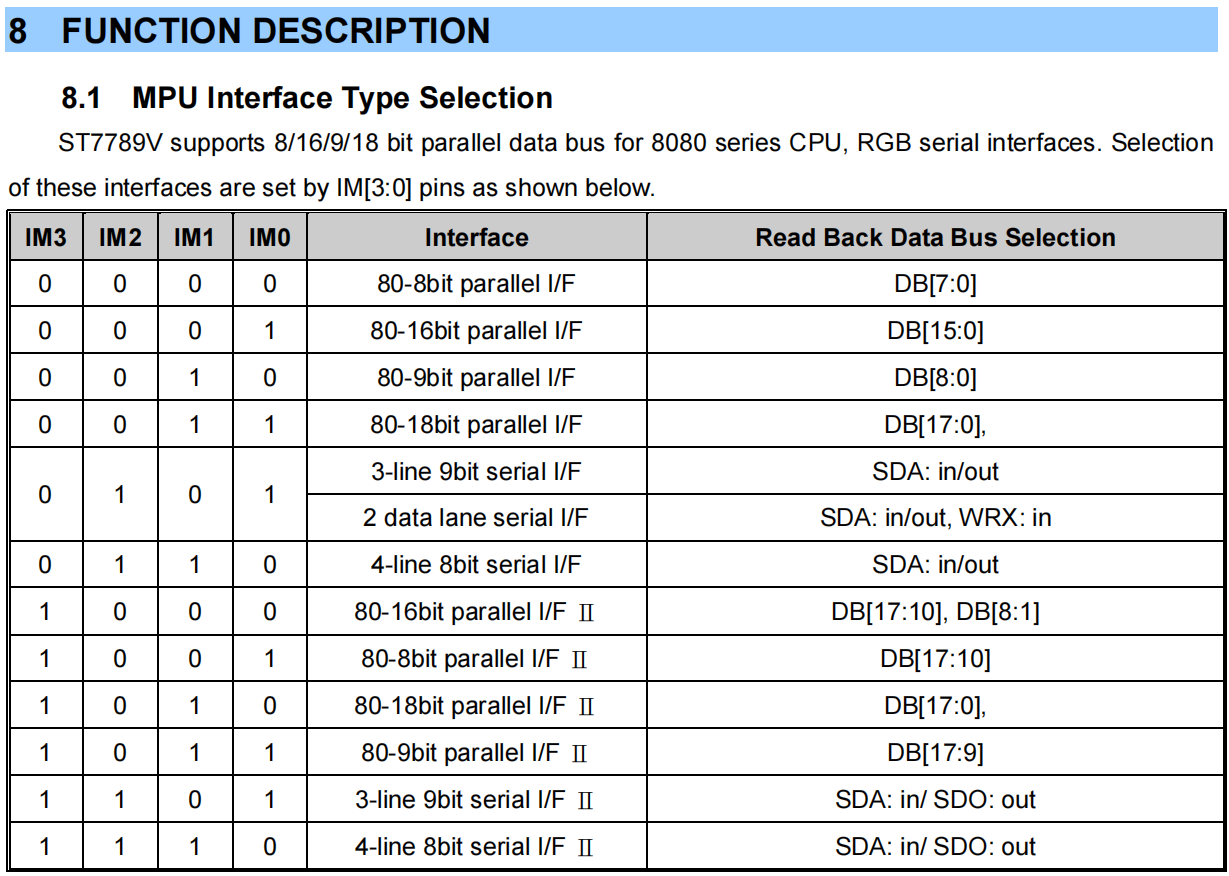 8 FUNCTION DESCRIPTION
8.1 MPU Interface Type Selection
ST7789V supports 8/16/9/18 bit parallel data bus for 8080 series CPU, RGB serial interfaces. Selection
of these interfaces are set by IM[3:0] pins as shown below.
IM3 IM2 IM1 IM0 Interface Read Back Data Bus Selection
0 0 0 0 80-8bit parallel I/F DB[7:0]
0 0 0 1 80-16bit parallel I/F DB[15:0]
0 0 1 0 80-9bit parallel I/F DB[8:0]
0 0 1 1 80-18bit parallel I/F DB[17:0],
0 1 0 1 3-line 9bit serial I/F SDA: in/out
2 data lane serial I/F SDA: in/out, WRX: in
0 1 1 0 4-line 8bit serial I/F SDA: in/out
1 0 0 0 80-16bit parallel I/F Ⅱ DB[17:10], DB[8:1]
1 0 0 1 80-8bit parallel I/F Ⅱ DB[17:10]
1 0 1 0 80-18bit parallel I/F Ⅱ DB[17:0],
1 0 1 1 80-9bit parallel I/F Ⅱ DB[17:9]
1 1 0 1 3-line 9bit serial I/F Ⅱ SDA: in/ SDO: out
1 1 1 0 4-line 8bit serial I/F Ⅱ SDA: in/ SDO: out